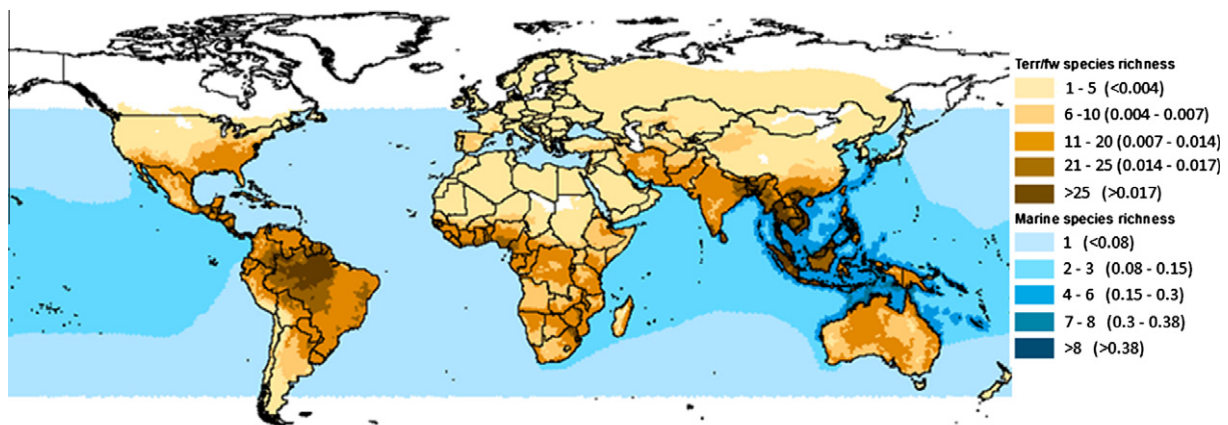 Terr/fw species richness
1 - 5 (<0.004)
6 -10 (0.004 - 0.007)
11 - 20 (0.007 - 0.014)
21 - 25 (0.014 - 0.017)
>25 (>0.017)
Marine species richness
1 (<0.08)
2 - 3 (0.08 - 0.15)
4 - 6 (0.15 - 0.3)
7 - 8 (0.3 - 0.38)
>8 (>0.38)